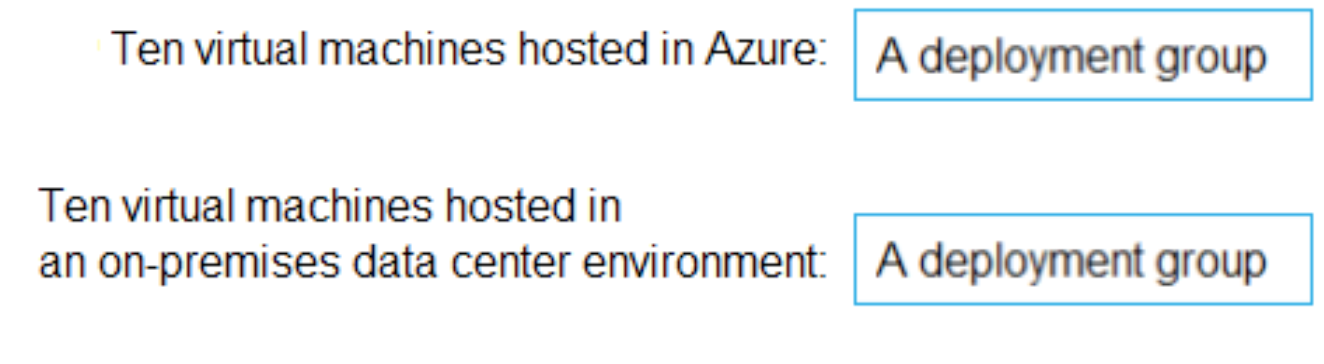 Ten virtual machines hosted in Azure: A deployment group
Ten virtual machines hosted in
an on-premises data center environment: A deployment group